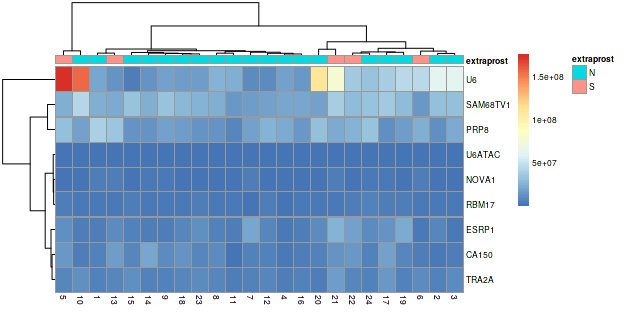 extraprost
U6
SAM68TV1
PRP8
U6ATAC
NOVA1
RBM17
ESRP1
CA150
TRA2A
5 10 1 13 15 14 9 18 23 8 11 7 12 4 16 20 21 22 24 17 19 6 2 3
1.5e+08
1e+08
5e+07
extraprost
N
S